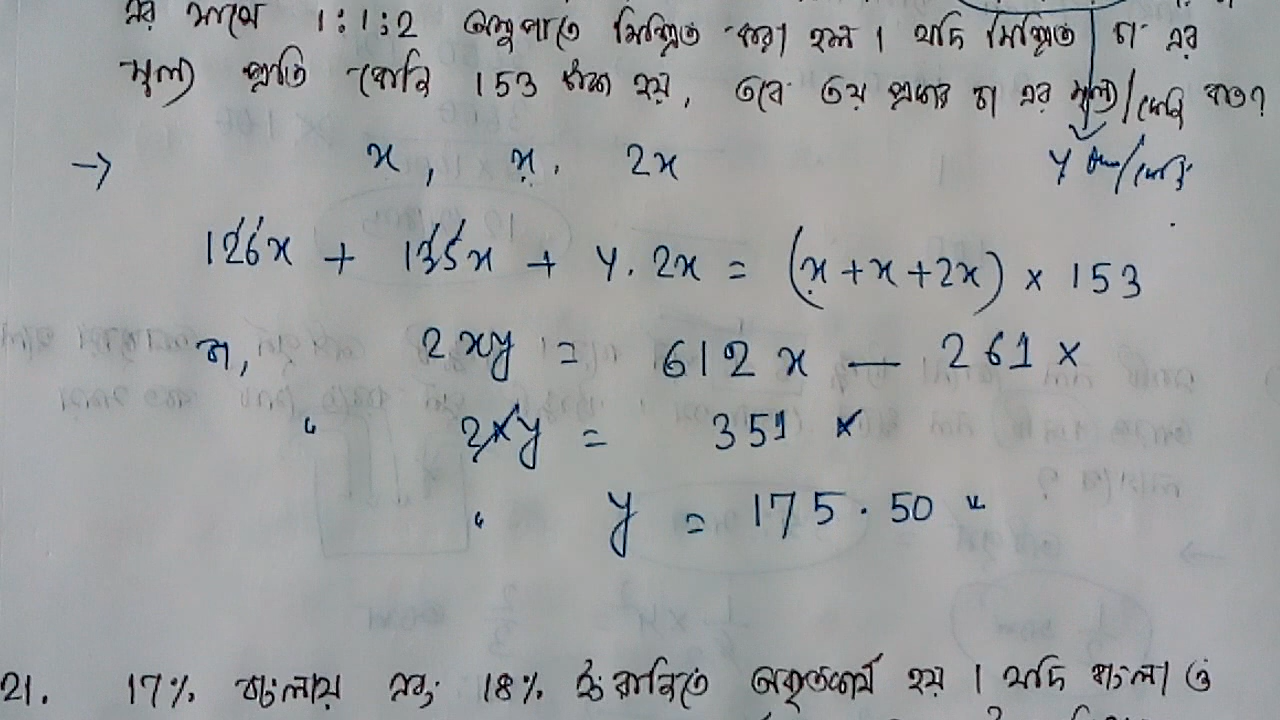 এর সাথে 1:1:2 অনুপাতে মিশ্রিত করা হল। যদি মিশ্রিত চা এর
মূল্য প্রতি কেজি 153 টাকা হয়, তবে ৩য় প্রকার চা এর মূল্য/কেজি কত?
→ x, x. 2x y টাকা/কেজি
126x + 135x + y. 2x = (x+x+2x) × 153
বা, 2xy = 612x — 261x
" 2xy = 351x
" y = 175.50 "
21. 17% বাংলায় এবং 18% ইংরাজিতে অকৃতকার্য হয়। যদি বাংলা ও